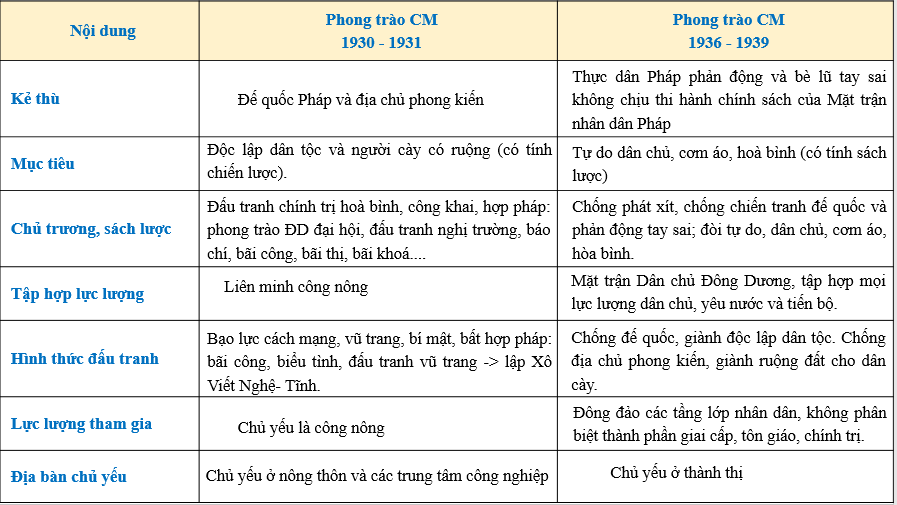 Nội dung
Phong trào CM
1930 - 1931
Phong trào CM
1936 - 1939
Kẻ thù
Đế quốc Pháp và địa chủ phong kiến
Thực dân Pháp phản động và bè lũ tay sai
không chịu thi hành chính sách của Mặt trận
nhân dân Pháp
Mục tiêu
Độc lập dân tộc và người cày có ruộng (có tính
chiến lược).
Tự do dân chủ, cơm áo, hoà bình (có tính sách
lược)
Chủ trương, sách lược
Đấu tranh chính trị hoà bình, công khai, hợp pháp:
phong trào ĐD đại hội, đấu tranh nghị trường, báo
chí, bãi công, bãi thị, bãi khoá....
Chống phát xít, chống chiến tranh đế quốc và
phản động tay sai; đòi tự do, dân chủ, cơm áo,
hòa bình.
Tập hợp lực lượng
Liên minh công nông
Mặt trận Dân chủ Đông Dương, tập hợp mọi
lực lượng dân chủ, yêu nước và tiến bộ.
Hình thức đấu tranh
Bạo lực cách mạng, vũ trang, bí mật, bất hợp pháp:
bãi công, biểu tình, đấu tranh vũ trang -> lập Xô
Viết Nghệ- Tĩnh.
Chống đế quốc, giành độc lập dân tộc. Chống
địa chủ phong kiến, giành ruộng đất cho dân
cày.
Lực lượng tham gia
Chủ yếu là công nông
Đông đảo các tầng lớp nhân dân, không phân
biệt thành phần giai cấp, tôn giáo, chính trị.
Địa bàn chủ yếu
Chủ yếu ở nông thôn và các trung tâm công nghiệp
Chủ yếu ở thành thị